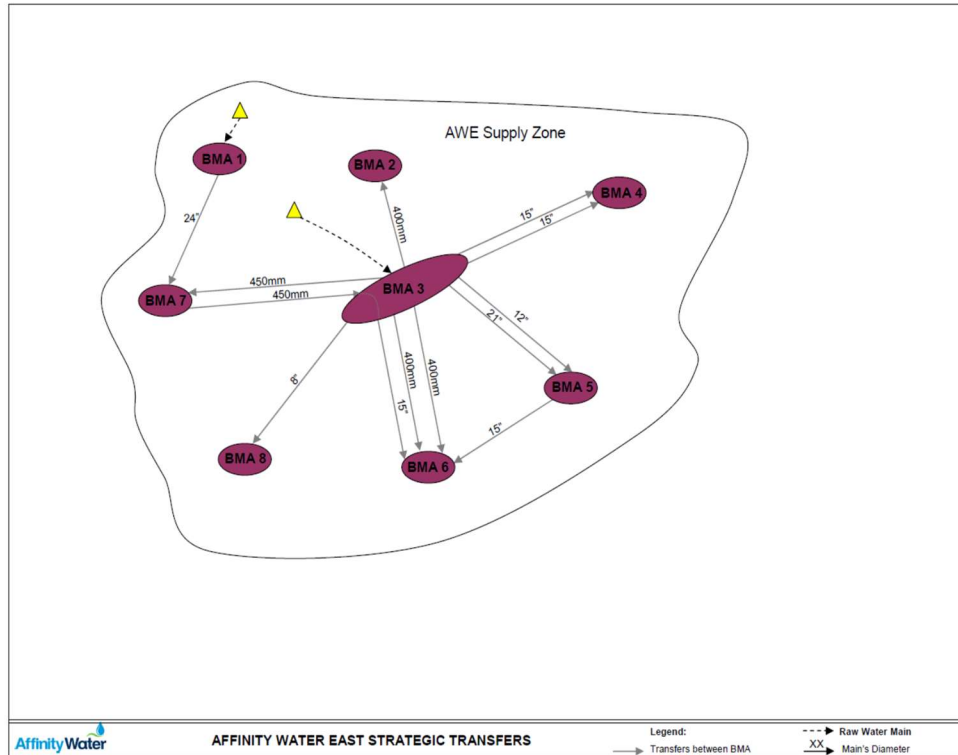 AWE Supply Zone
BMA 1
BMA 2
BMA 4
24"
400mm
15"
15"
BMA 3
450mm
450mm
BMA 7
12"
21"
400mm
400mm
8"
15"
BMA 5
15"
BMA 8
BMA 6
AffinityWater
AFFINITY WATER EAST STRATEGIC TRANSFERS
Legend:
Transfers between BMA
Raw Water Main
XX
Main's Diameter